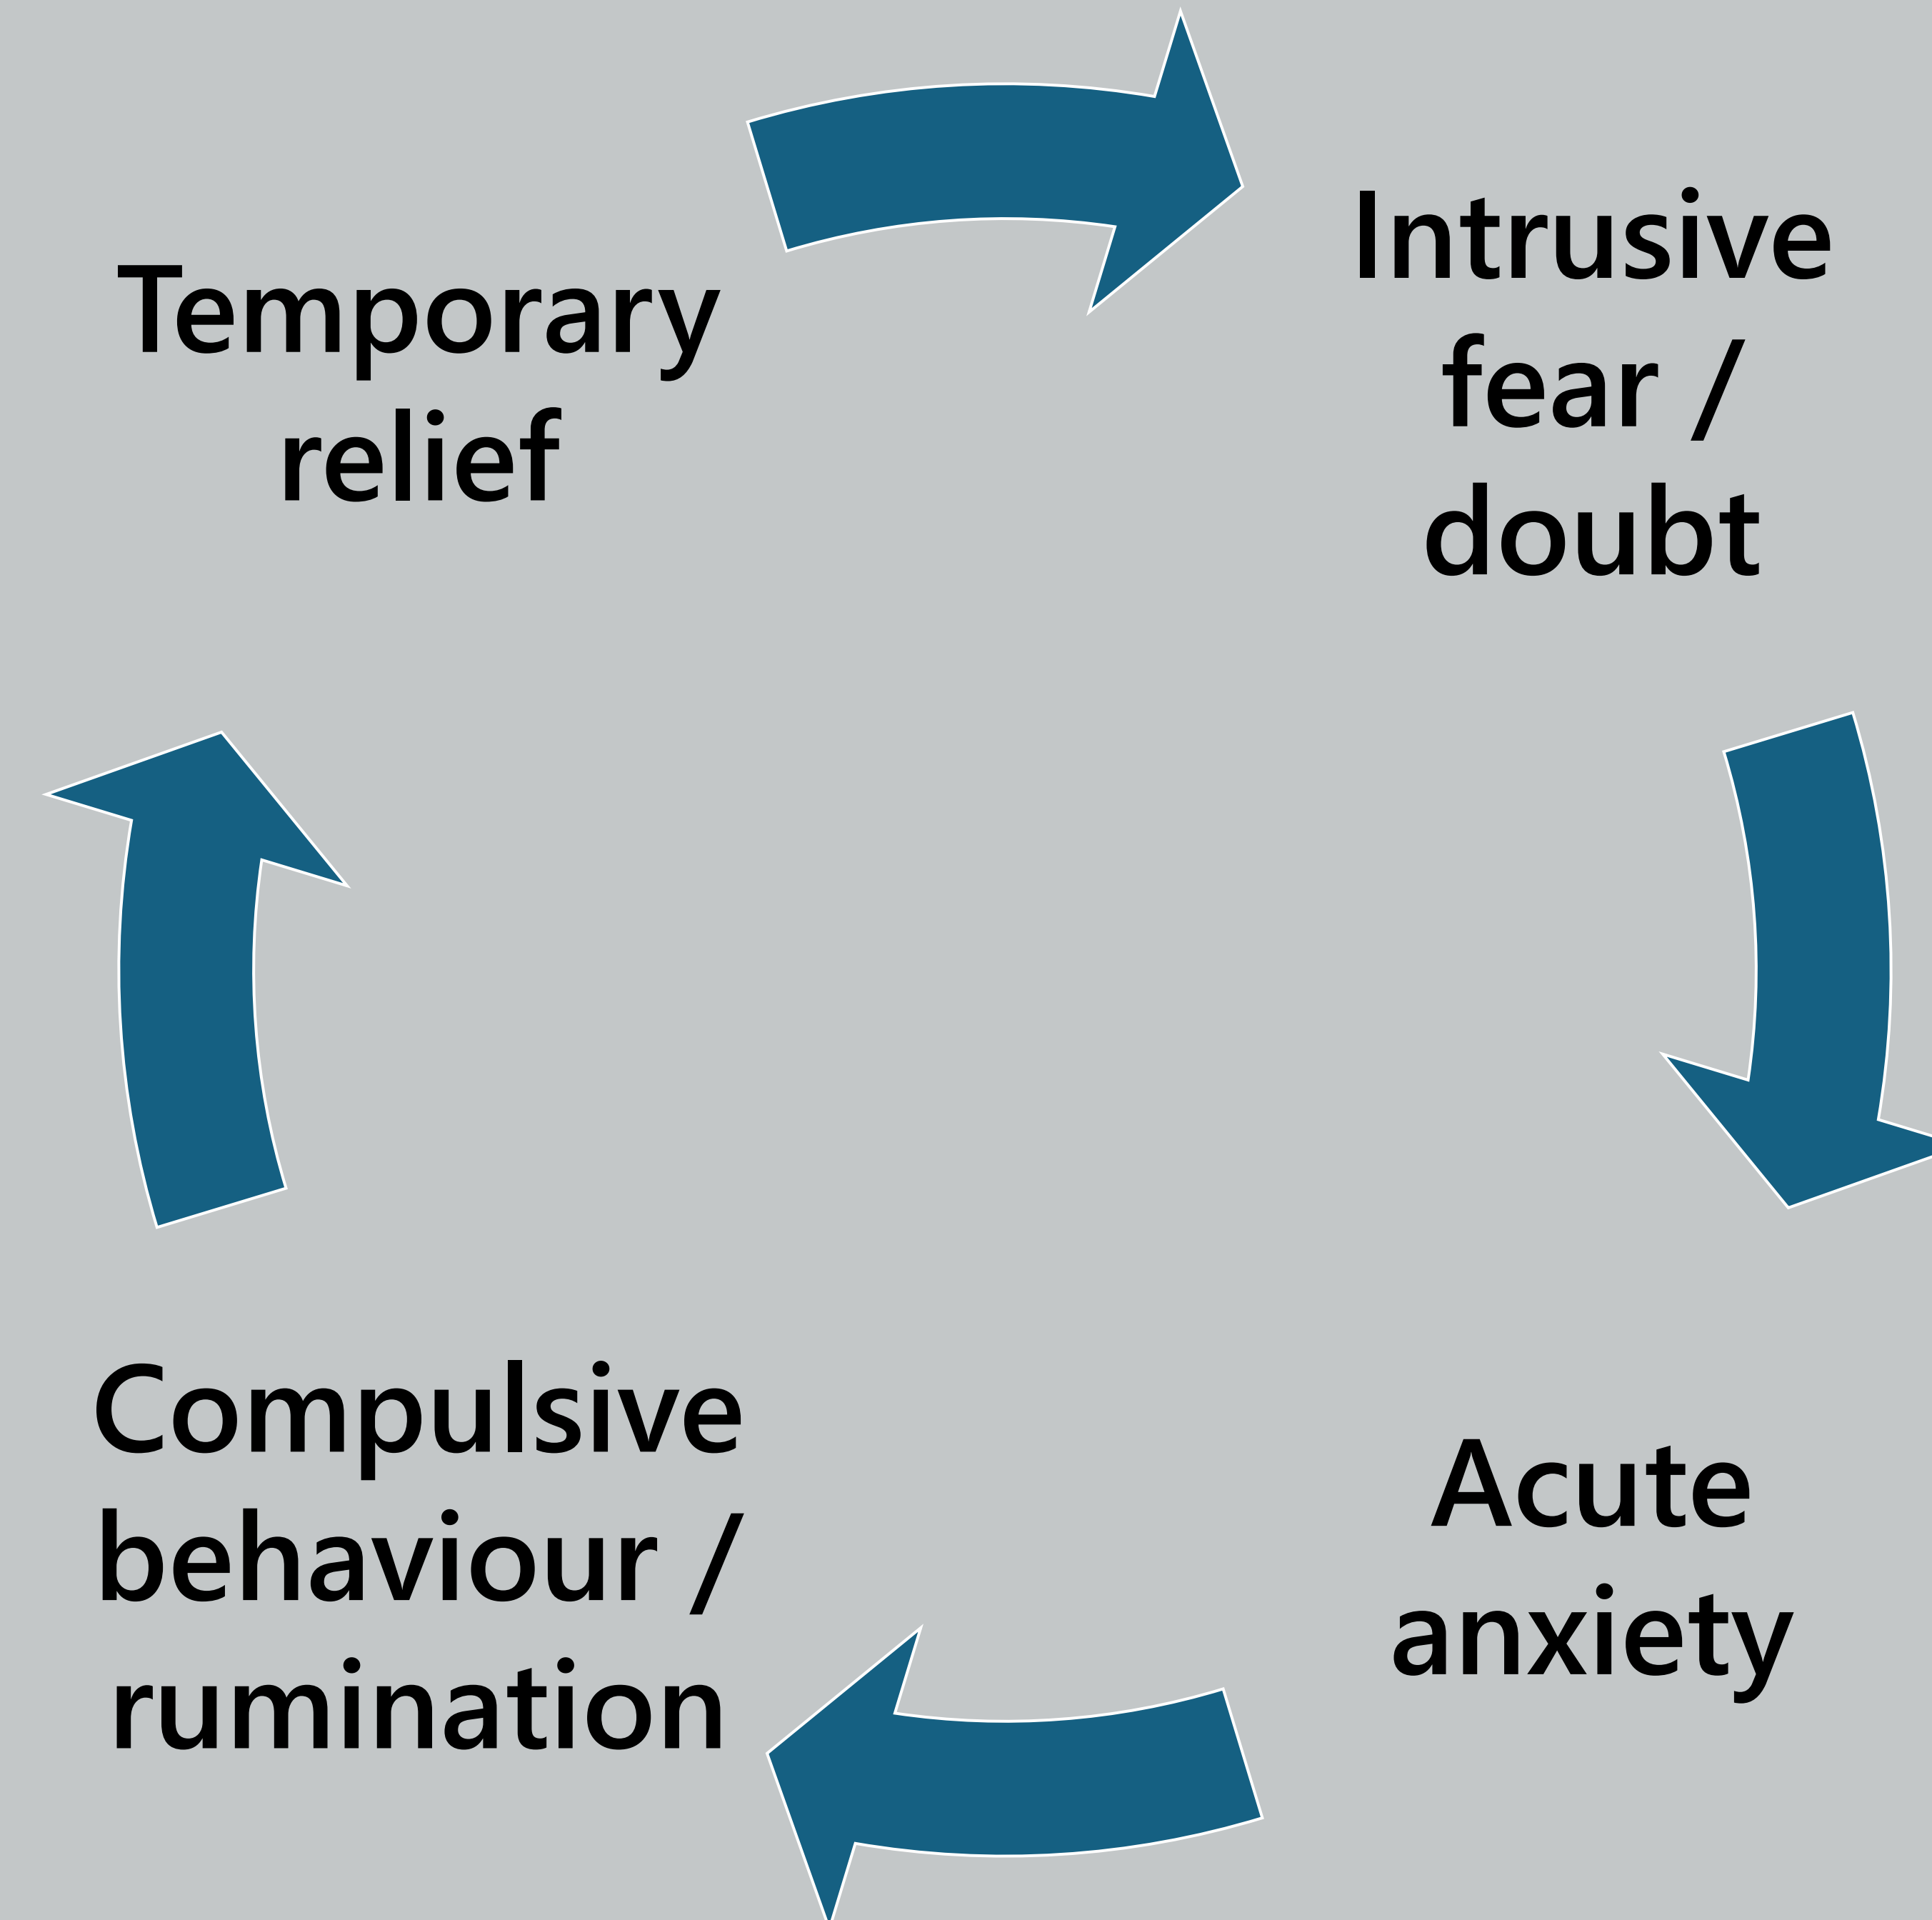 Temporary
relief
Intrusive
fear /
doubt
Compulsive
behaviour /
rumination
Acute
anxiety